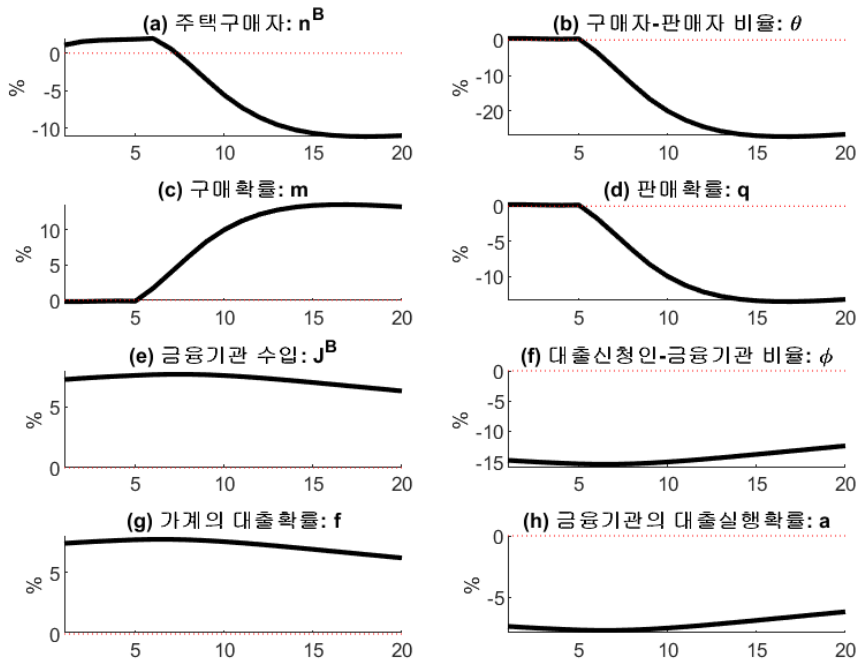 (a) 주택구매자: n^B
0
-5
-10
%
5 10 15 20
(b) 구매자-판매자 비율: θ
0
-10
-20
%
5 10 15 20
(c) 구매확률: m
10
5
0
%
5 10 15 20
(d) 판매확률: q
0
-5
-10
%
5 10 15 20
(e) 금융기관 수입: J^B
5
0
%
5 10 15 20
(f) 대출신청인-금융기관 비율: ϕ
0
-5
-10
-15
%
5 10 15 20
(g) 가계의 대출확률: f
5
0
%
5 10 15 20
(h) 금융기관의 대출실행확률: a
0
-5
%
5 10 15 20